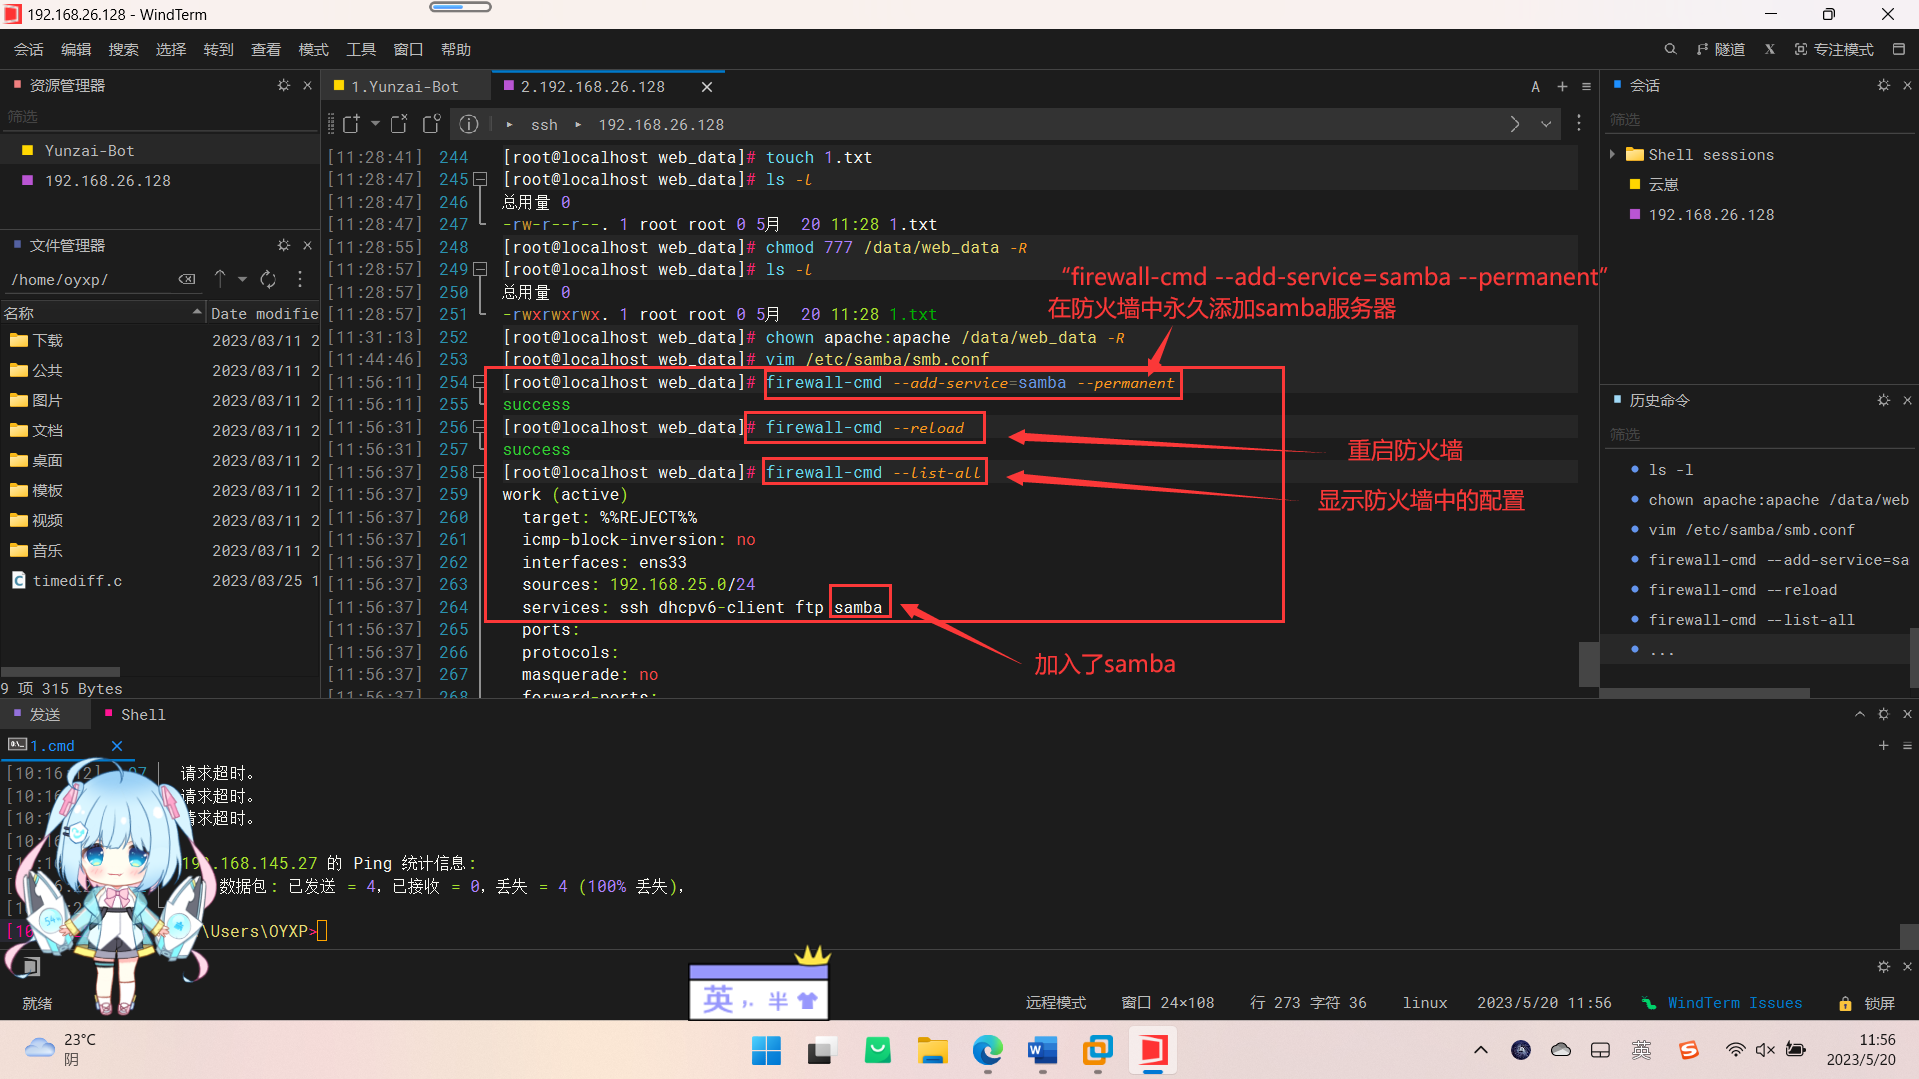 192.168.26.128 - WindTerm
会话 编辑 搜索 选择 转到 查看 模式 工具 窗口 帮助
隧道 X 专注模式
资源管理器
筛选
Yunzai-Bot
192.168.26.128
文件管理器
/home/oyxp/
名称 Date modifie
下载 2023/03/11 2
公共 2023/03/11 2
图片 2023/03/11 2
文档 2023/03/11 2
桌面 2023/03/11 2
模板 2023/03/11 2
视频 2023/03/11 2
音乐 2023/03/11 2
timediff.c 2023/03/25 1
9 项 315 Bytes
1.Yunzai-Bot 2.192.168.26.128
A
ssh 192.168.26.128
[11:28:41] 244 [root@localhost web_data]# touch 1.txt
[11:28:47] 245 [root@localhost web_data]# ls -l
[11:28:47] 246 总用量 0
[11:28:47] 247 -rw-r--r--. 1 root root 0 5月 20 11:28 1.txt
[11:28:55] 248 [root@localhost web_data]# chmod 777 /data/web_data -R
[11:28:57] 249 [root@localhost web_data]# ls -l
[11:28:57] 250 总用量 0
[11:28:57] 251 -rwxrwxrwx. 1 root root 0 5月 20 11:28 1.txt
[11:31:13] 252 [root@localhost web_data]# chown apache:apache /data/web_data -R
[11:44:46] 253 [root@localhost web_data]# vim /etc/samba/smb.conf
[11:56:11] 254 [root@localhost web_data]# firewall-cmd --add-service=samba --permanent
[11:56:11] 255 success
[11:56:31] 256 [root@localhost web_data]# firewall-cmd --reload
[11:56:31] 257 success
[11:56:37] 258 [root@localhost web_data]# firewall-cmd --list-all
[11:56:37] 259 work (active)
[11:56:37] 260 target: %%REJECT%%
[11:56:37] 261 icmp-block-inversion: no
[11:56:37] 262 interfaces: ens33
[11:56:37] 263 sources: 192.168.25.0/24
[11:56:37] 264 services: ssh dhcpv6-client ftp samba
[11:56:37] 265 ports:
[11:56:37] 266 protocols:
[11:56:37] 267 masquerade: no
[11:56:37] 268 forward-ports:
“firewall-cmd --add-service=samba --permanent”
在防火墙中永久添加samba服务器
重启防火墙
显示防火墙中的配置
加入了samba
会话
筛选
Shell sessions
云崽
192.168.26.128
历史命令
筛选
ls -l
chown apache:apache /data/web
vim /etc/samba/smb.conf
firewall-cmd --add-service=sa
firewall-cmd --reload
firewall-cmd --list-all
...
发送 Shell
1.cmd
请求超时。
请求超时。
请求超时。
.168.145.27 的 Ping 统计信息:
数据包: 已发送 = 4，已接收 = 0，丢失 = 4 (100% 丢失)，
\Users\OYXP>
英 ，. 半
就绪
远程模式 窗口 24×108 行 273 字符 36 linux 2023/5/20 11:56 WindTerm Issues 锁屏
23°C
阴
英
11:56
2023/5/20